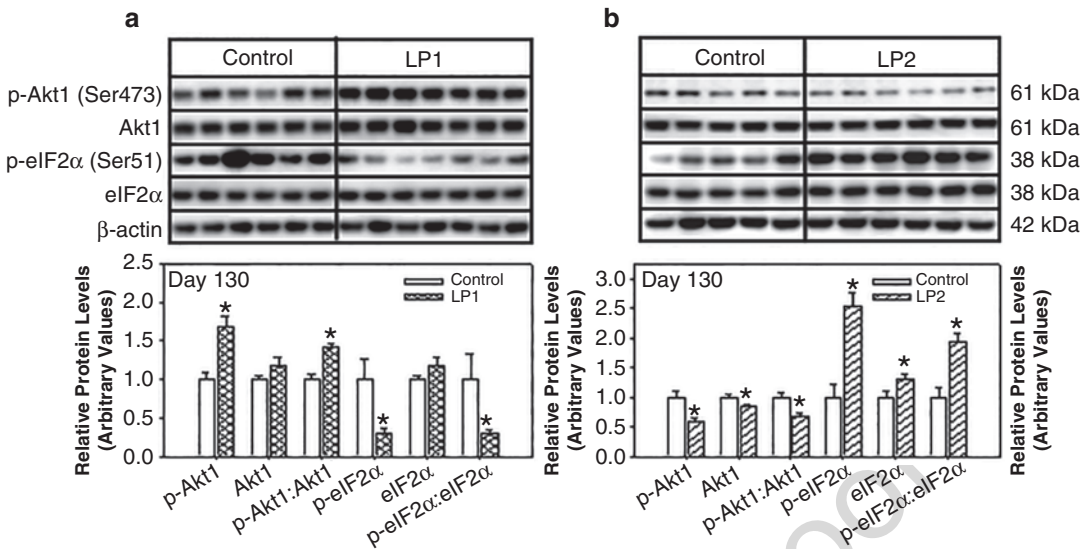 a
Control LP1
p-Akt1 (Ser473)
Akt1
p-eIF2α (Ser51)
eIF2α
β-actin
b
Control LP2
61 kDa
61 kDa
38 kDa
38 kDa
42 kDa
Relative Protein Levels
(Arbitrary Values)
2.5
2.0
1.5
1.0
0.5
0.0
Day 130
Control
LP1
*
*
*
*
p-Akt1
Akt1
p-Akt1:Akt1
p-eIF2α
eIF2α
p-eIF2α:eIF2α
Relative Protein Levels
(Arbitrary Values)
3.0
2.5
2.0
1.5
1.0
0.5
0.0
Day 130
Control
LP2
*
*
*
*
*
*
p-Akt1
Akt1
p-Akt1:Akt1
p-eIF2α
eIF2α
p-eIF2α:eIF2α
Relative Protein Levels
(Arbitrary Values)